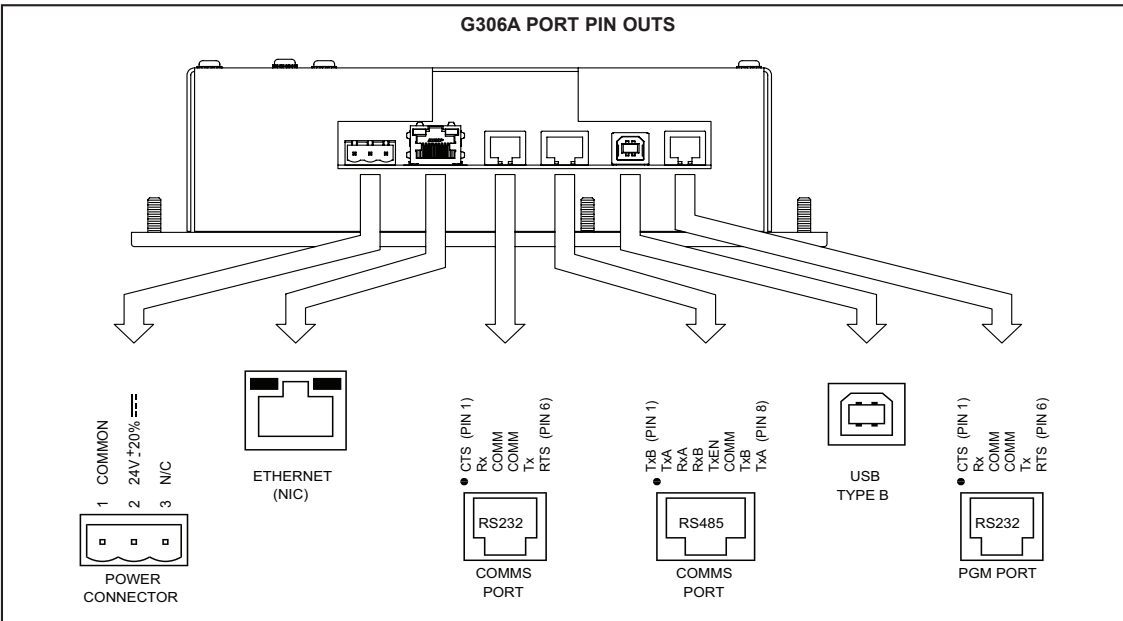 G306A PORT PIN OUTS
1 COMMON
2 24V ±20%
3 N/C
POWER
CONNECTOR
ETHERNET
(NIC)
CTS (PIN 1)
Rx
COMM
COMM
Tx
RTS (PIN 6)
RS232
COMMS
PORT
TxB (PIN 1)
TxA
RxA
RxB
TxEN
COMM
TxB
TxA (PIN 8)
RS485
COMMS
PORT
USB
TYPE B
CTS (PIN 1)
Rx
COMM
COMM
Tx
RTS (PIN 6)
RS232
PGM PORT